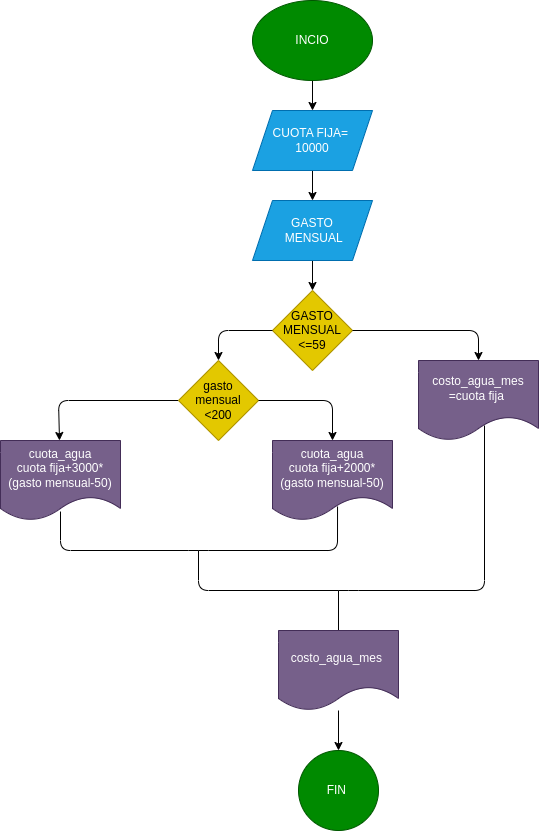 INCIO
CUOTA FIJA=
10000
GASTO
MENSUAL
GASTO
MENSUAL
<=59
gasto
mensual
<200
costo_agua_mes
=cuota fija
cuota_agua
cuota fija+3000*
(gasto mensual-50)
cuota_agua
cuota fija+2000*
(gasto mensual-50)
costo_agua_mes
FIN